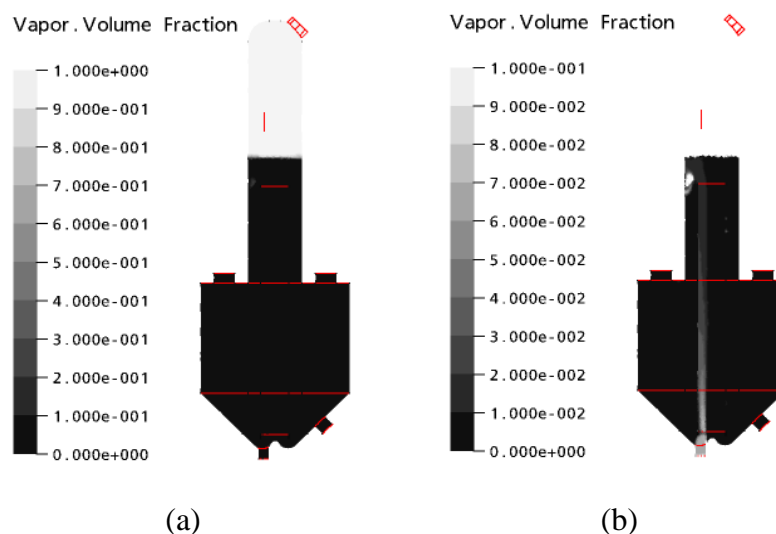 Vapor.Volume Fraction
1.000e+000
9.000e-001
8.000e-001
7.000e-001
6.000e-001
5.000e-001
4.000e-001
3.000e-001
2.000e-001
1.000e-001
0.000e+000
(a)
Vapor.Volume Fraction
1.000e-001
9.000e-002
8.000e-002
7.000e-002
6.000e-002
5.000e-002
4.000e-002
3.000e-002
2.000e-002
1.000e-002
0.000e+000
(b)